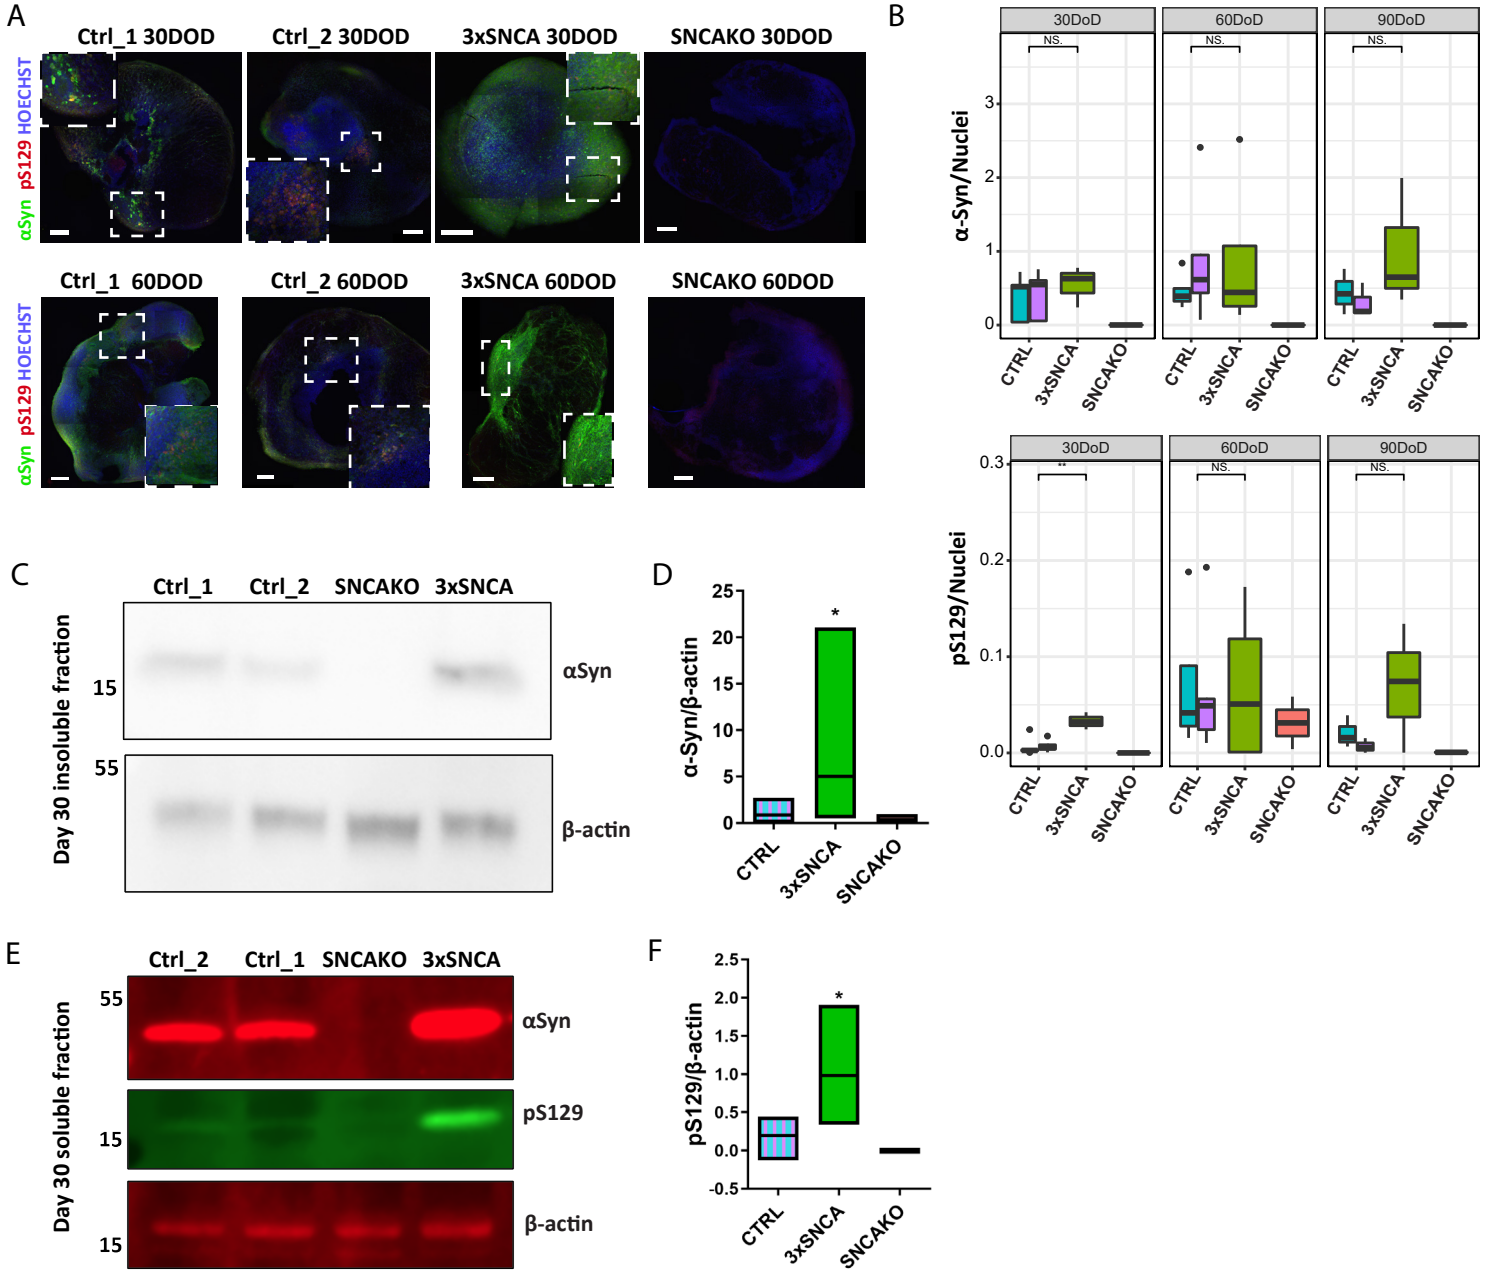 A
Ctrl_1 30DOD
Ctrl_2 30DOD
3xSNCA 30DOD
SNCAKO 30DOD
αSyn pS129 HOECHST
Ctrl_1 60DOD
Ctrl_2 60DOD
3xSNCA 60DOD
SNCAKO 60DOD
αSyn pS129 HOECHST
B
30DoD
60DoD
90DoD
NS.
NS.
NS.
α-Syn/Nuclei
3
2
1
0
CTRL
3xSNCA
SNCAKO
CTRL
3xSNCA
SNCAKO
CTRL
3xSNCA
SNCAKO
30DoD
60DoD
90DoD
**
NS.
NS.
pS129/Nuclei
0.3
0.2
0.1
0.0
CTRL
3xSNCA
SNCAKO
CTRL
3xSNCA
SNCAKO
CTRL
3xSNCA
SNCAKO
C
Ctrl_1
Ctrl_2
SNCAKO
3xSNCA
Day 30 insoluble fraction
15
αSyn
55
β-actin
D
α-Syn/β-actin
25
20
15
10
5
0
*
CTRL
3xSNCA
SNCAKO
E
Ctrl_2
Ctrl_1
SNCAKO
3xSNCA
Day 30 soluble fraction
55
αSyn
15
pS129
15
β-actin
F
pS129/β-actin
2.5
2.0
1.5
1.0
0.5
0.0
-0.5
*
CTRL
3xSNCA
SNCAKO